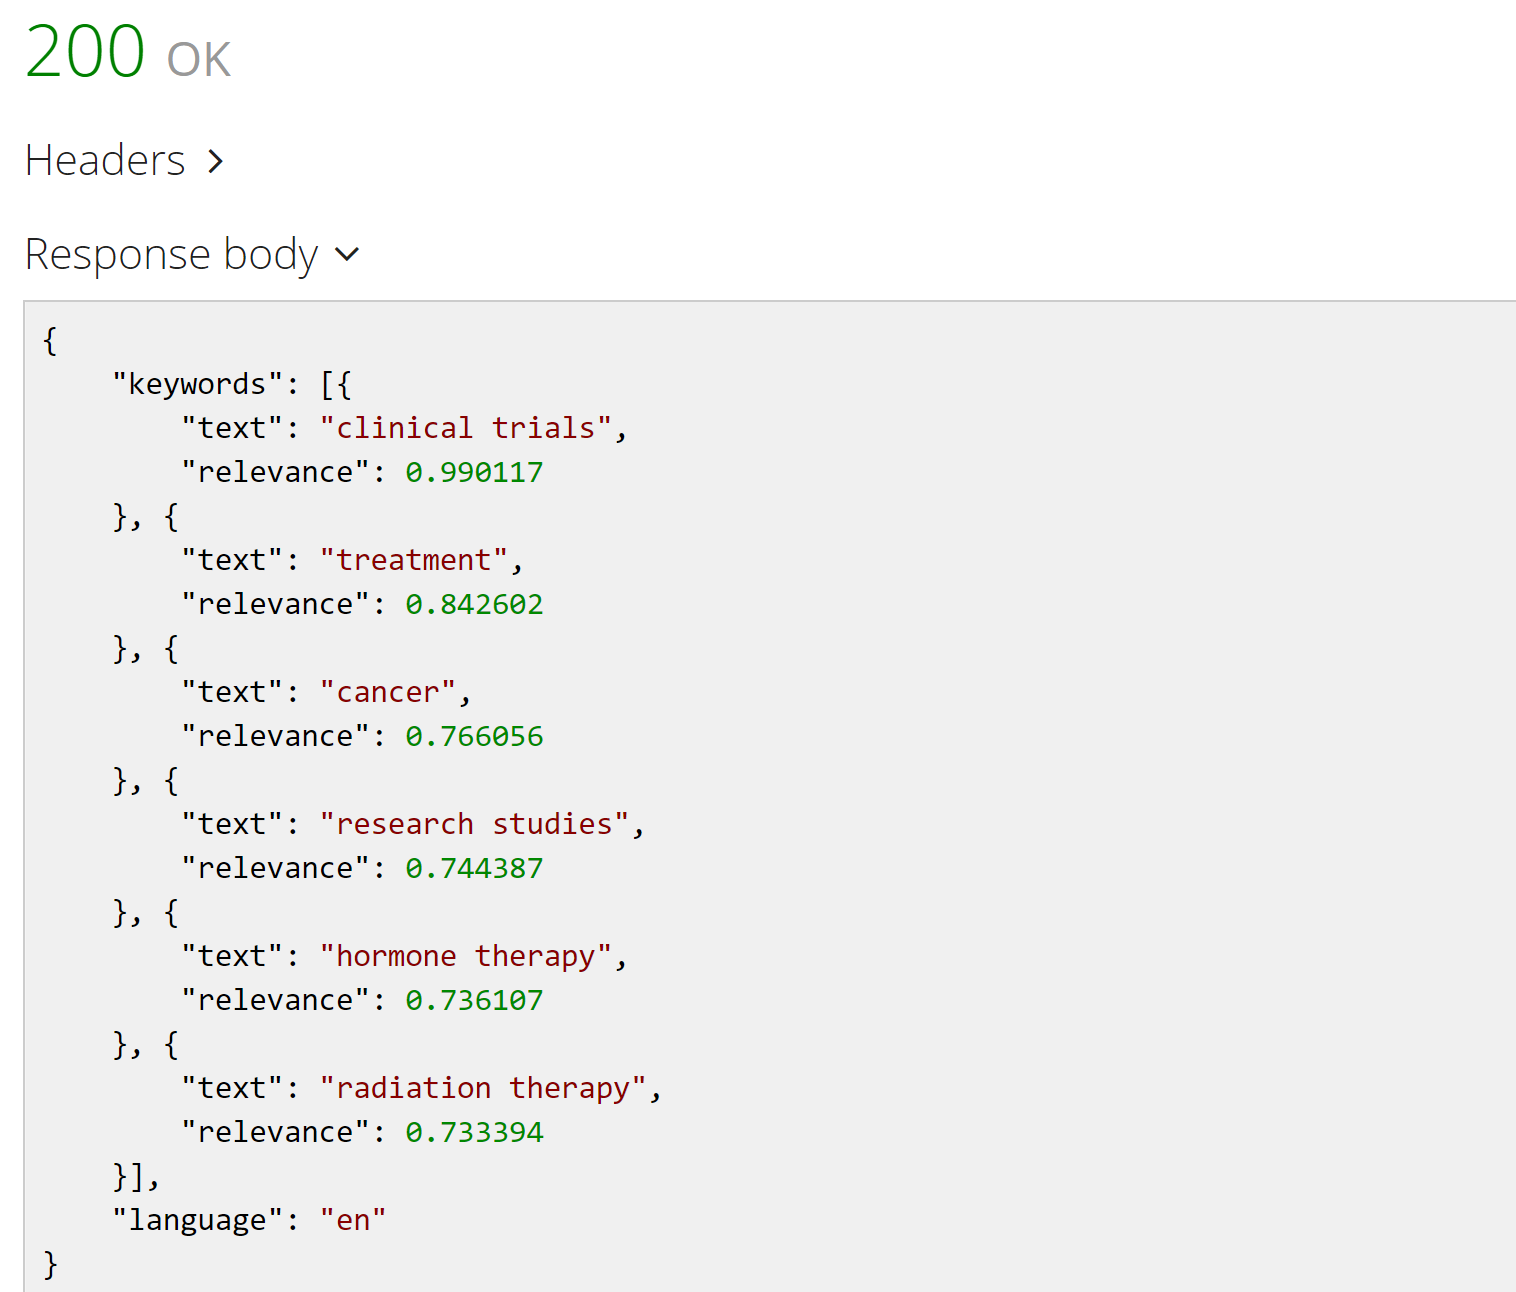 200 OK
Headers
Response body
{
    "keywords": [{
        "text": "clinical trials",
        "relevance": 0.990117
    }, {
        "text": "treatment",
        "relevance": 0.842602
    }, {
        "text": "cancer",
        "relevance": 0.766056
    }, {
        "text": "research studies",
        "relevance": 0.744387
    }, {
        "text": "hormone therapy",
        "relevance": 0.736107
    }, {
        "text": "radiation therapy",
        "relevance": 0.733394
    }],
    "language": "en"
}